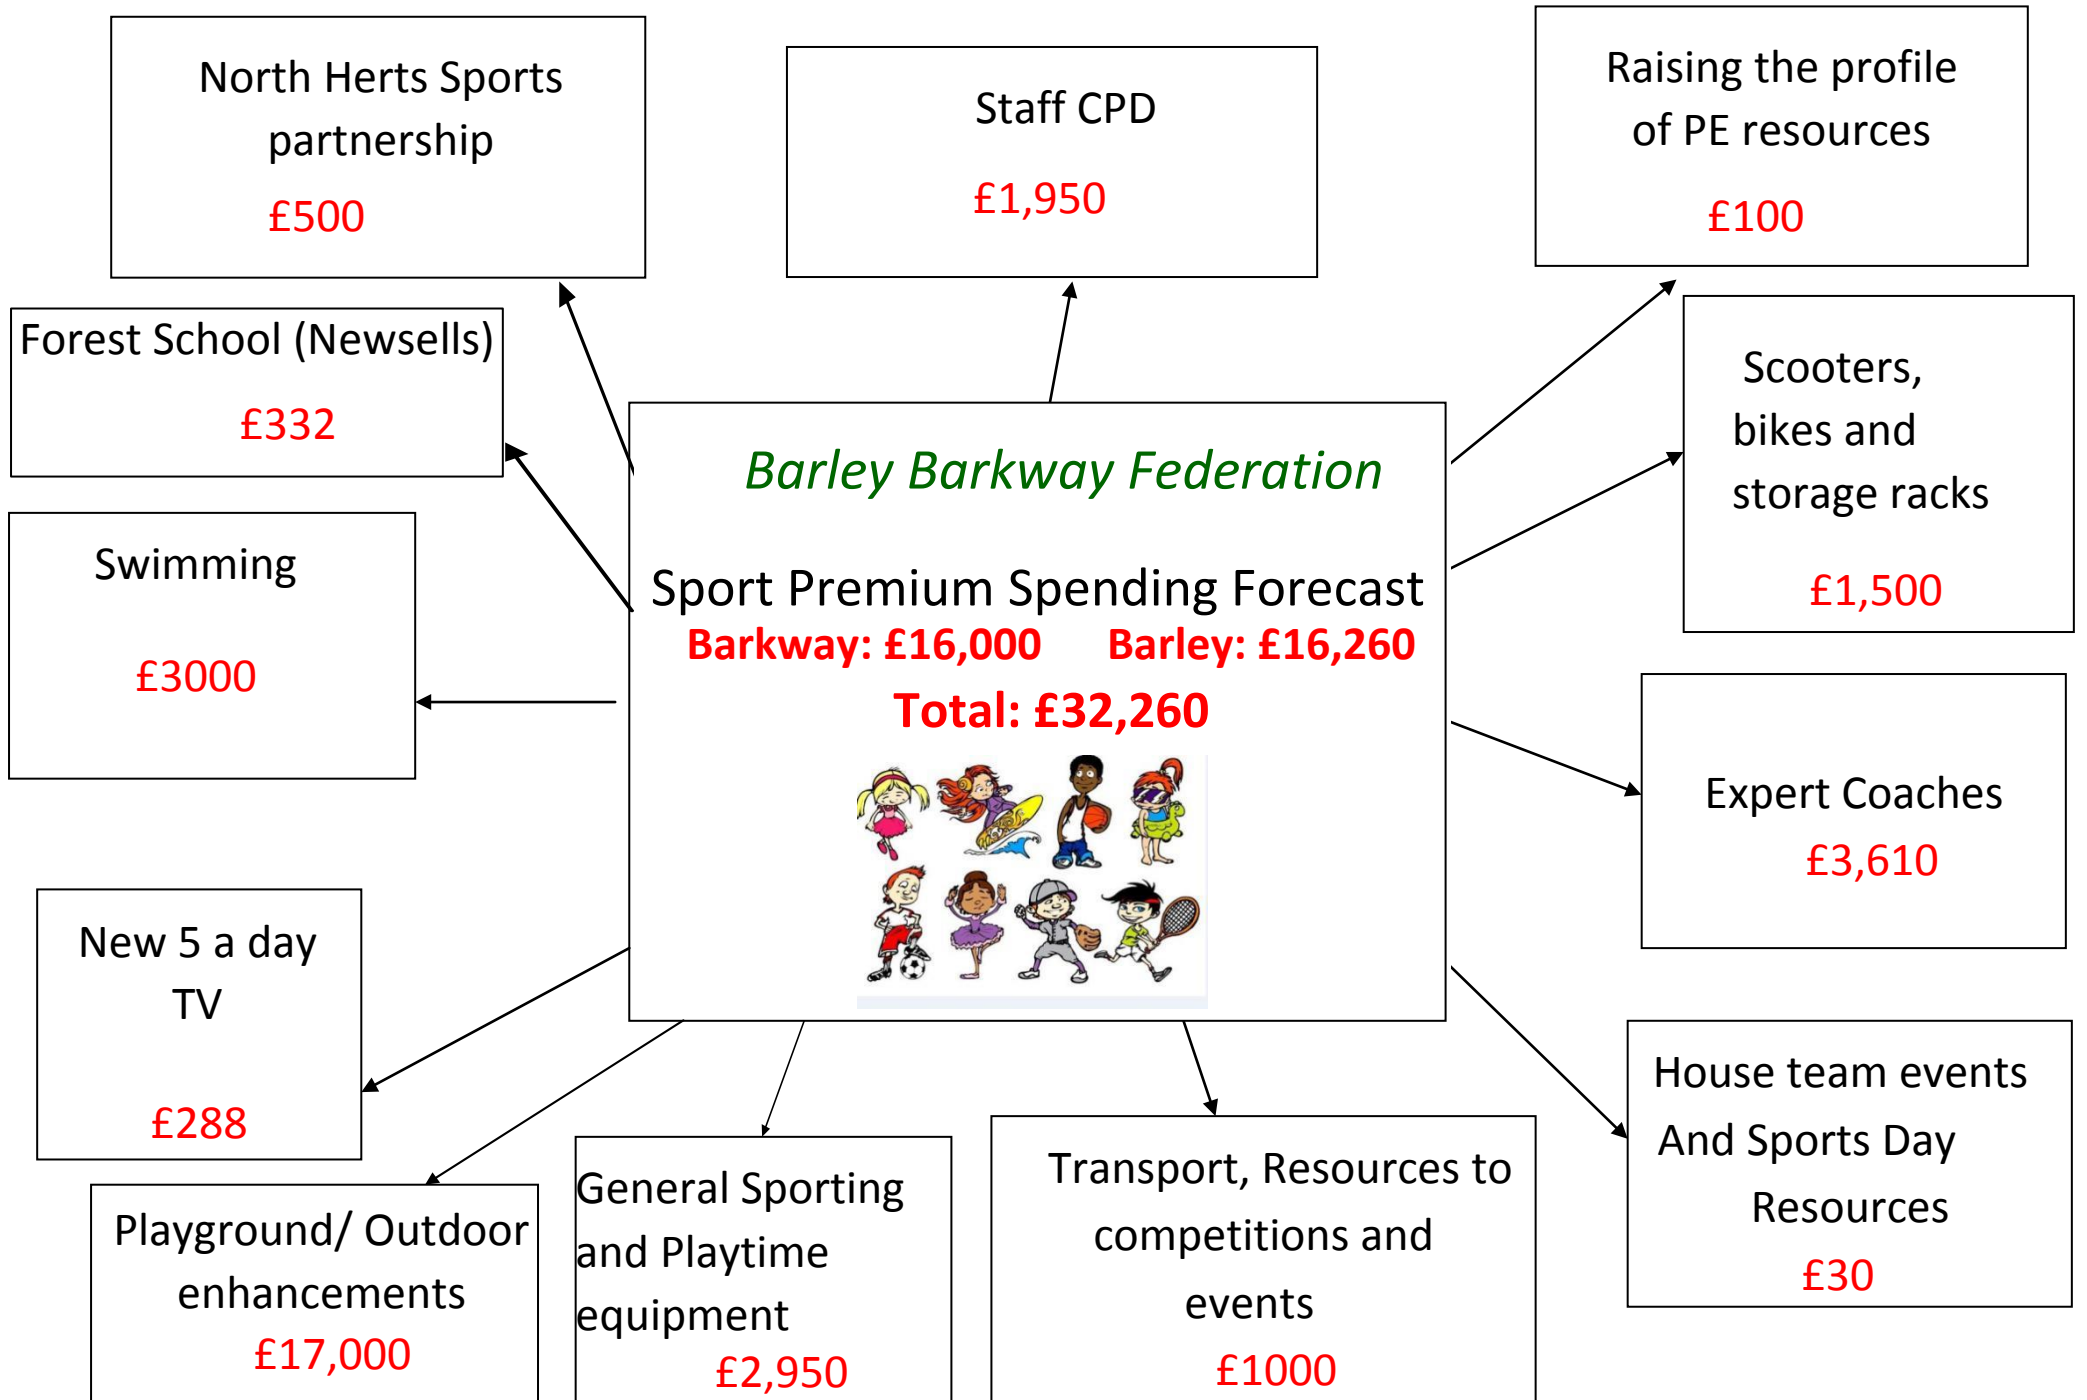 North Herts Sports
partnership
£500
Staff CPD
£1,950
Raising the profile
of PE resources
£100
Forest School (Newsells)
£332
Scooters,
bikes and
storage racks
£1,500
Swimming
£3000
Barley Barkway Federation
Sport Premium Spending Forecast
Barkway: £16,000 Barley: £16,260
Total: £32,260
Expert Coaches
£3,610
New 5 a day
TV
£288
House team events
And Sports Day
Resources
£30
Playground/ Outdoor
enhancements
£17,000
General Sporting
and Playtime
equipment
£2,950
Transport, Resources to
competitions and
events
£1000